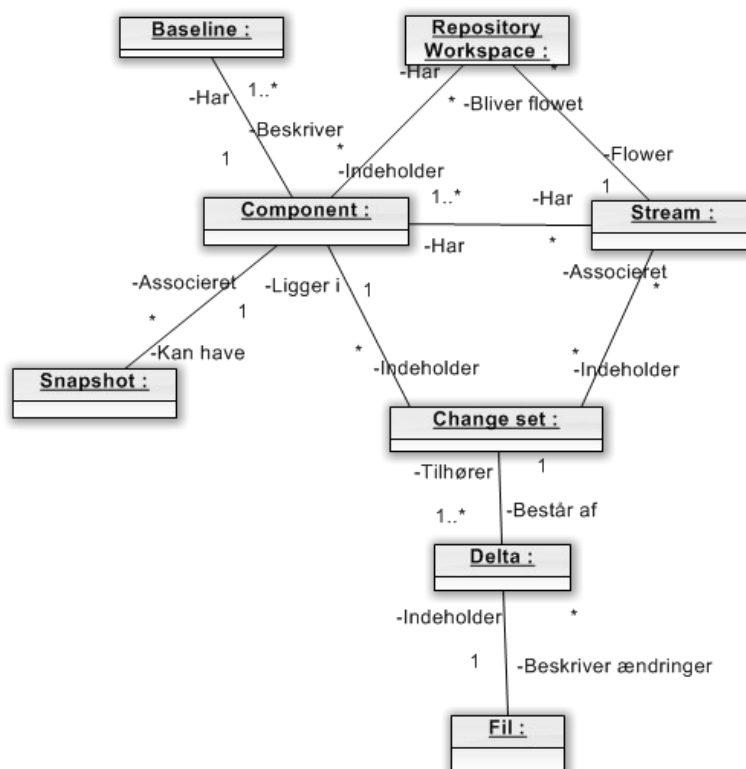 Baseline :
Repository
Workspace :
-Har
*
-Har
1..*
*
-Bliver flowet
-Beskriver
*
-Flower
1
-Indeholder
1
1..*
-Har
Component :
Stream :
-Har
*
-Associeret
-Ligger i
1
-Associeret
*
*
1
*
*
-Kan have
-Indeholder
-Indeholder
Snapshot :
Change set :
-Tilhører
1
1..*
-Består af
Delta :
-Indeholder
*
1
-Beskriver ændringer
Fil :